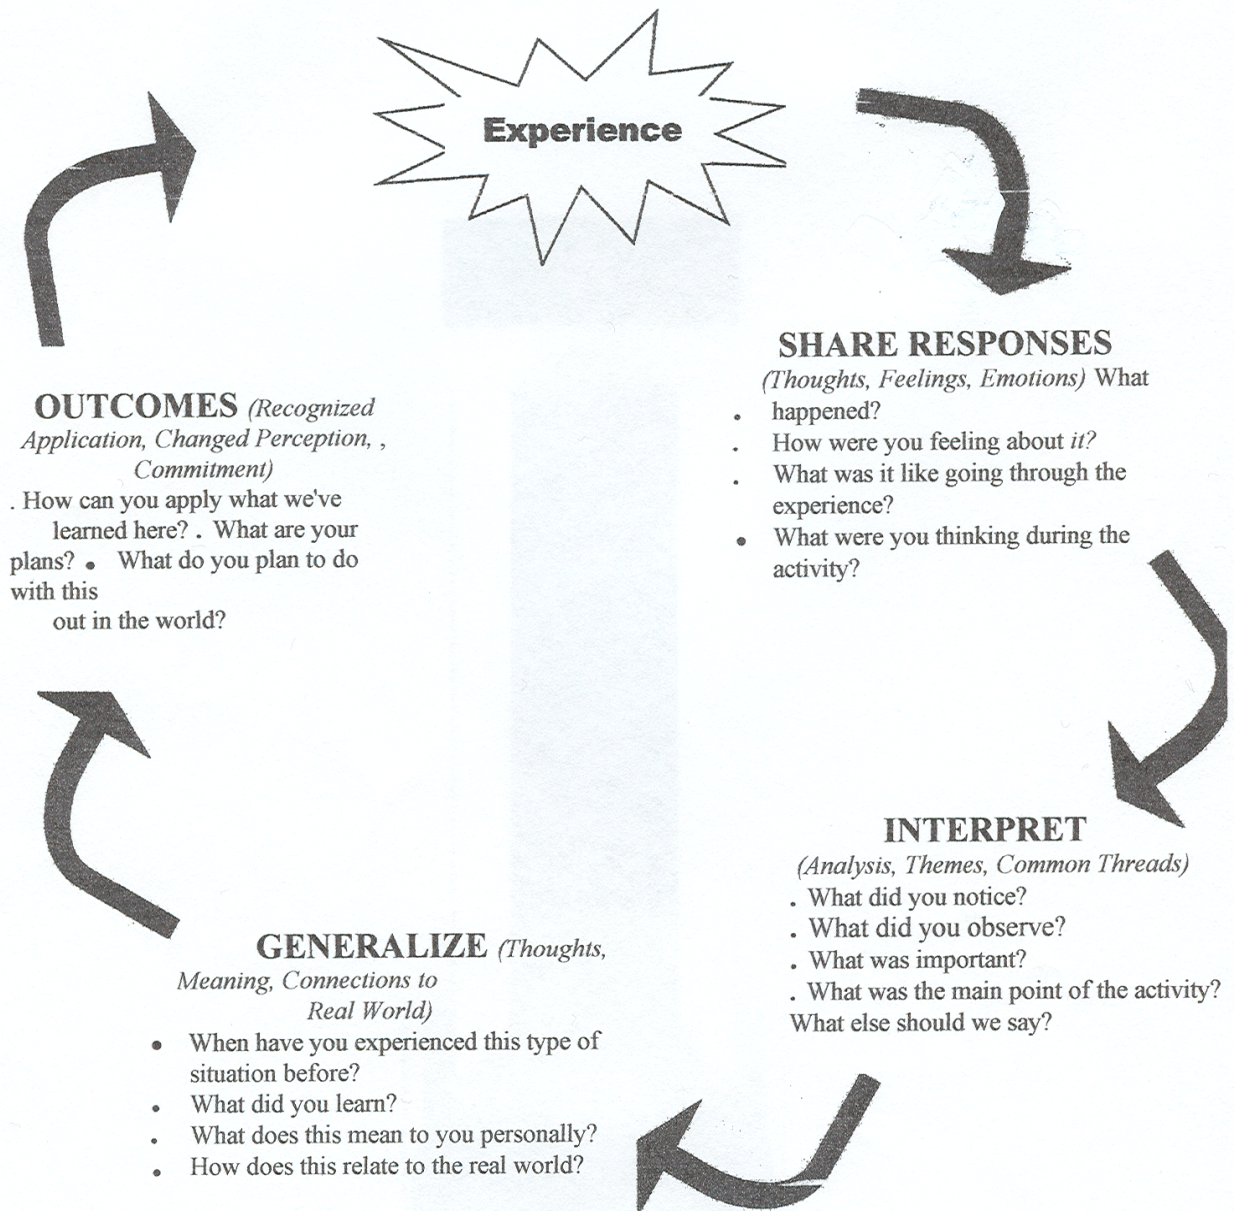 Experience
SHARE RESPONSES
(Thoughts, Feelings, Emotions) What
. happened?
. How were you feeling about it?
. What was it like going through the
experience?
• What were you thinking during the
activity?
INTERPRET
(Analysis, Themes, Common Threads)
. What did you notice?
. What did you observe?
. What was important?
. What was the main point of the activity?
What else should we say?
GENERALIZE (Thoughts,
Meaning, Connections to
Real World)
• When have you experienced this type of
situation before?
• What did you learn?
• What does this mean to you personally?
• How does this relate to the real world?
OUTCOMES (Recognized
Application, Changed Perception, ,
Commitment)
. How can you apply what we've
learned here? . What are your
plans? • What do you plan to do
with this
out in the world?